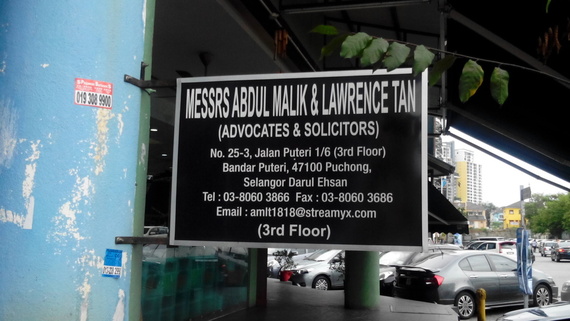 MESSRS ABDUL MALIK & LAWRENCE TAN
(ADVOCATES & SOLICITORS)
No. 25-3, Jalan Puteri 1/6 (3rd Floor)
Bandar Puteri, 47100 Puchong,
Selangor Darul Ehsan
Tel : 03-8060 3866 Fax : 03-8060 3686
Email : amlt1818@streamyx.com
(3rd Floor)
019 308 9900